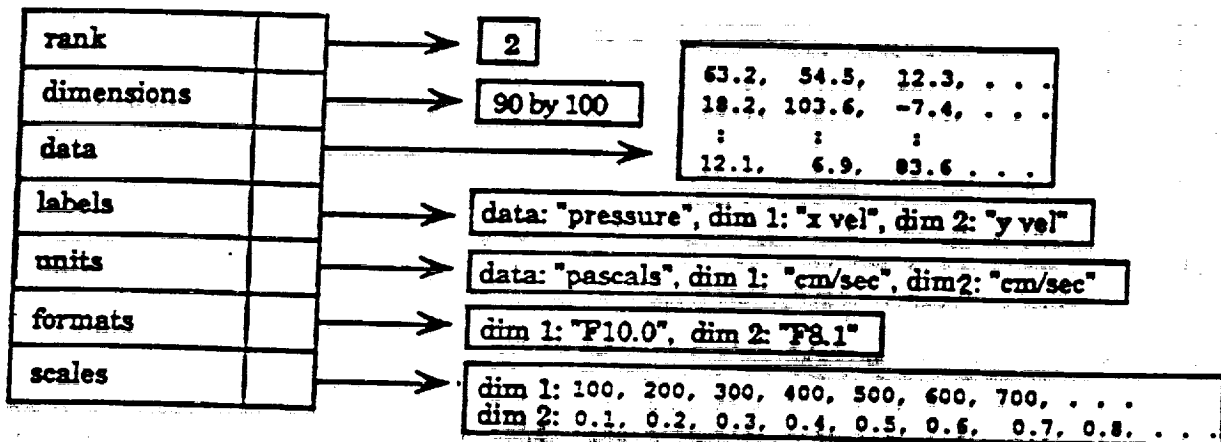 rank
2
dimensions
90 by 100
data
63.2, 54.5, 12.3, . . .
18.2, 103.6, -7.4, . . .
: : :
12.1, 6.9, 83.6 . . .
labels
data: "pressure", dim 1: "x vel", dim 2: "y vel"
units
data: "pascals", dim 1: "cm/sec", dim2: "cm/sec"
formats
dim 1: "F10.0", dim 2: "F8.1"
scales
dim 1: 100, 200, 300, 400, 500, 600, 700, . . .
dim 2: 0.1, 0.2, 0.3, 0.4, 0.5, 0.6, 0.7, 0.8, . . .